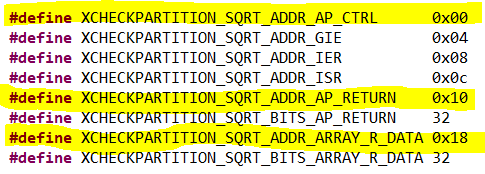 #define XCHECKPARTITION_SQRT_ADDR_AP_CTRL 0x00
#define XCHECKPARTITION_SQRT_ADDR_GIE 0x04
#define XCHECKPARTITION_SQRT_ADDR_IER 0x08
#define XCHECKPARTITION_SQRT_ADDR_ISR 0x0c
#define XCHECKPARTITION_SQRT_ADDR_AP_RETURN 0x10
#define XCHECKPARTITION_SQRT_BITS_AP_RETURN 32
#define XCHECKPARTITION_SQRT_ADDR_ARRAY_R_DATA 0x18
#define XCHECKPARTITION_SQRT_BITS_ARRAY_R_DATA 32